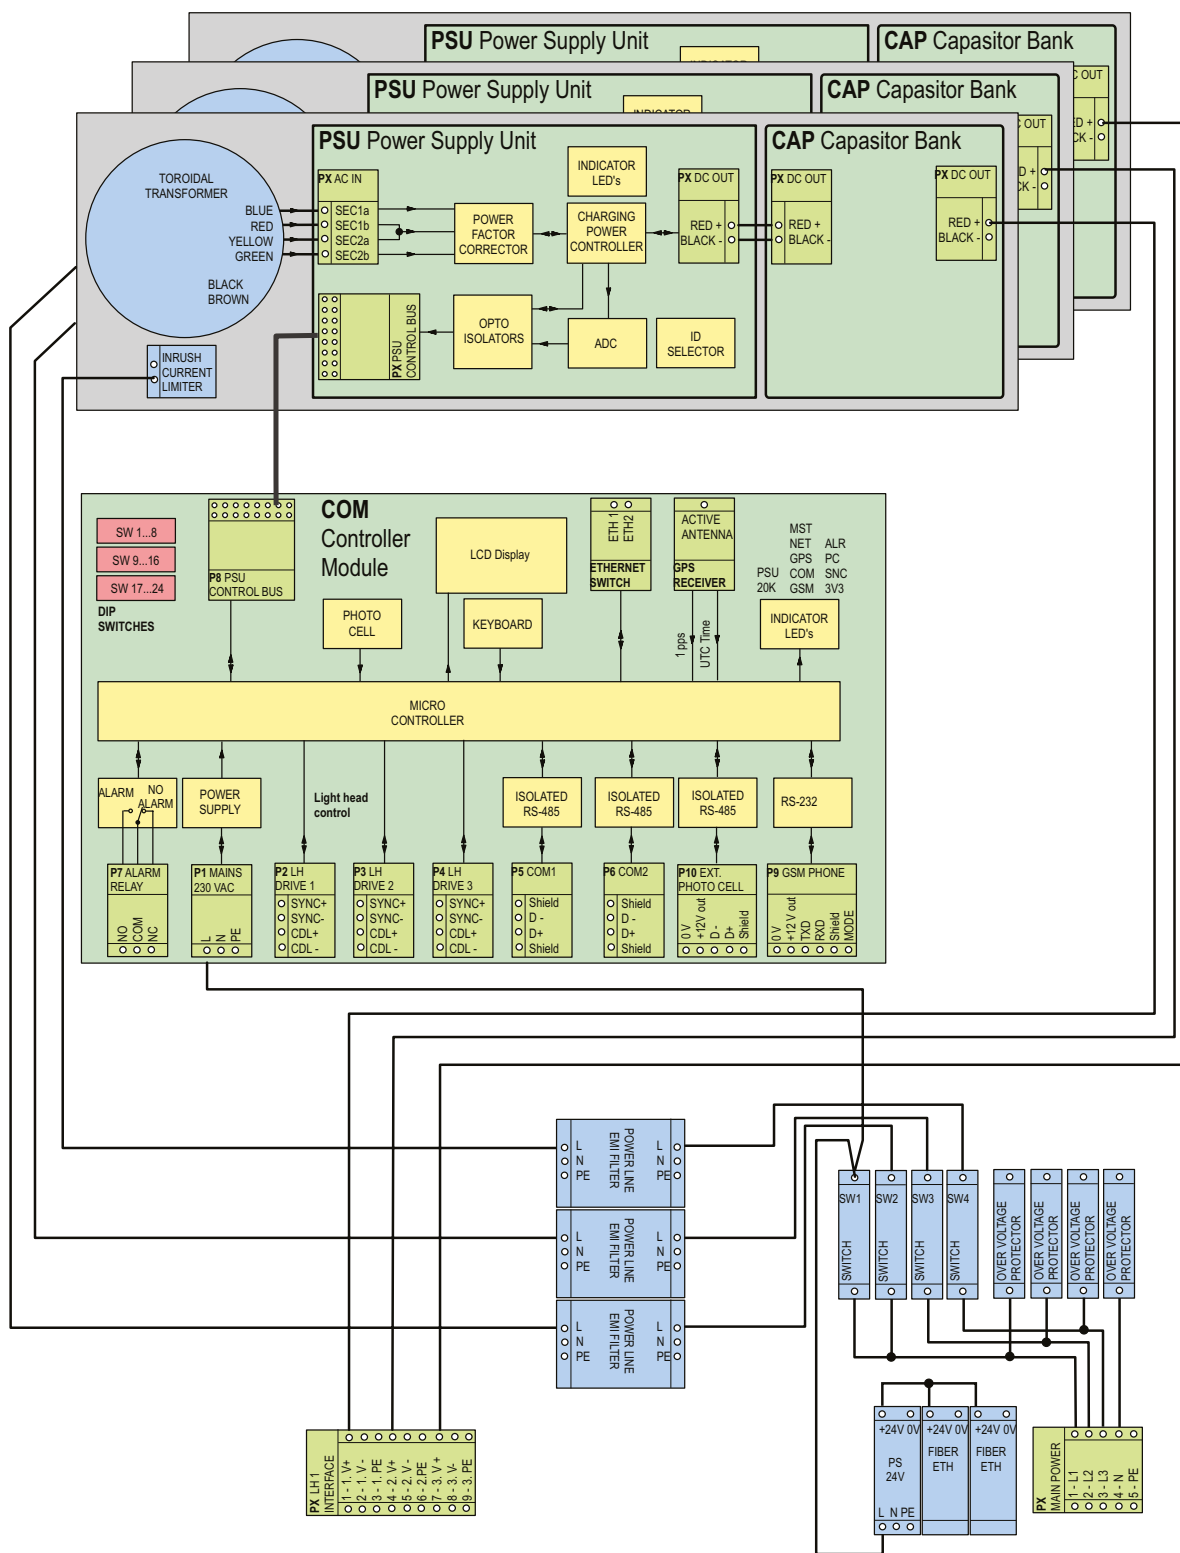 PSU Power Supply Unit
CAP Capasitor Bank
PSU Power Supply Unit
CAP Capasitor Bank
C OUT
RED +
BLACK -
PSU Power Supply Unit
CAP Capasitor Bank
C OUT
D +
CK -
TOROIDAL
TRANSFORMER
BLUE
RED
YELLOW
GREEN
BLACK
BROWN
INRUSH
CURRENT
LIMITER
PX AC IN
SEC1a
SEC1b
SEC2a
SEC2b
POWER
FACTOR
CORRECTOR
INDICATOR
LED's
CHARGING
POWER
CONTROLLER
PX DC OUT
RED +
BLACK -
PX DC OUT
RED +
BLACK -
PX DC OUT
RED +
BLACK -
PX PSU
CONTROL BUS
OPTO
ISOLATORS
ADC
ID
SELECTOR
COM
Controller
Module
SW 1...8
SW 9...16
SW 17...24
DIP
SWITCHES
P8 PSU
CONTROL BUS
PHOTO
CELL
LCD Display
KEYBOARD
ETH 1
ETH2
ETHERNET
SWITCH
ACTIVE
ANTENNA
GPS
RECEIVER
1 pps
UTC Time
MST
NET ALR
GPS PC
PSU COM SNC
20K GSM 3V3
INDICATOR
LED's
MICRO
CONTROLLER
ALARM
NO
ALARM
POWER
SUPPLY
Light head
control
ISOLATED
RS-485
ISOLATED
RS-485
ISOLATED
RS-485
RS-232
P7 ALARM
RELAY
NO
COM
NC
P1 MAINS
230 VAC
L
N
PE
P2 LH
DRIVE 1
SYNC+
SYNC-
CDL+
CDL -
P3 LH
DRIVE 2
SYNC+
SYNC-
CDL+
CDL -
P4 LH
DRIVE 3
SYNC+
SYNC-
CDL+
CDL -
P5 COM1
Shield
D -
D+
Shield
P6 COM2
Shield
D -
D+
Shield
P10 EXT.
PHOTO CELL
0 V
+12V out
D -
D+
Shield
P9 GSM PHONE
0 V
+12 V out
TXD
RXD
Shield
MODE
L
N
PE
POWER LINE
EMI FILTER
L
N
PE
L
N
PE
POWER LINE
EMI FILTER
L
N
PE
L
N
PE
POWER LINE
EMI FILTER
L
N
PE
SW1
SWITCH
SW2
SWITCH
SW3
SWITCH
SW4
SWITCH
OVER VOLTAGE
PROTECTOR
OVER VOLTAGE
PROTECTOR
OVER VOLTAGE
PROTECTOR
OVER VOLTAGE
PROTECTOR
PX LH 1
INTERFACE
1 - 1. V+
2 - 1. V -
3 - 1. PE
4 - 2. V+
5 - 2. V -
6 - 2.PE
7 - 3. V +
8 - 3. V-
9 - 3. PE
+24V 0V
PS
24V
L N PE
+24V 0V
FIBER
ETH
+24V 0V
FIBER
ETH
PX
MAIN POWER
1 - L1
2 - L2
3 - L3
4 - N
5 - PE